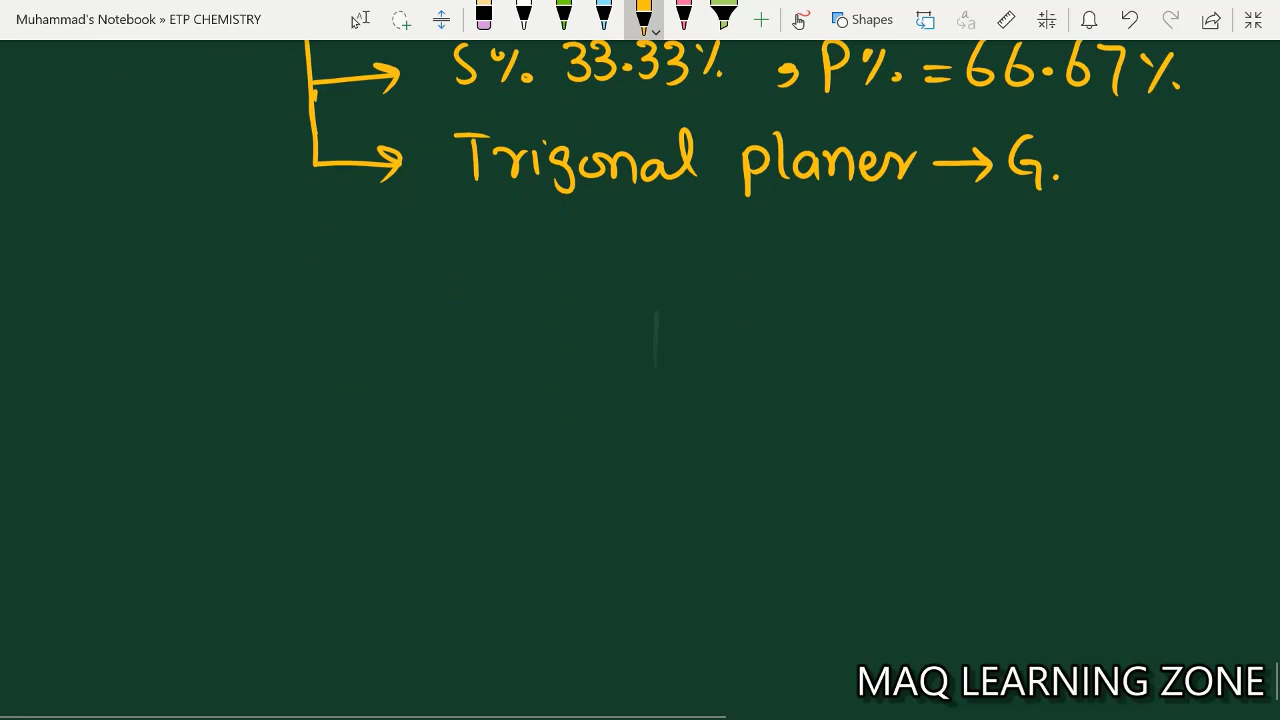 Muhammad's Notebook » ETP CHEMISTRY
Shapes
S% 33.33% , P% = 66.67%
Trigonal planer → G.
MAQ LEARNING ZONE